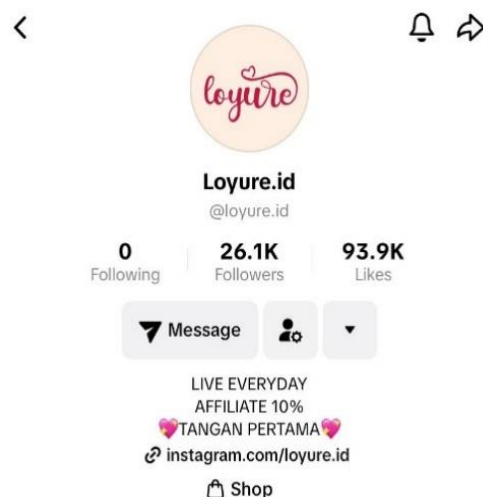 loyure
Loyure.id
@loyure.id
0 26.1K 93.9K
Following Followers Likes
Message
LIVE EVERYDAY
AFFILIATE 10%
💖TANGAN PERTAMA💖
instagram.com/loyure.id
Shop